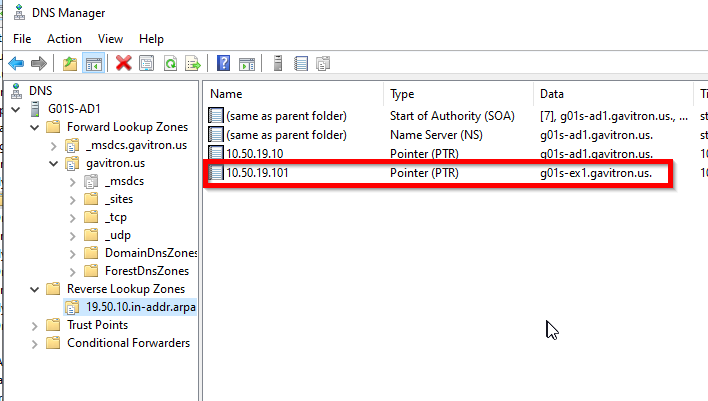 DNS Manager
File Action View Help
DNS
G01S-AD1
Forward Lookup Zones
_msdcs.gavitron.us
gavitron.us
_msdcs
_sites
_tcp
_udp
DomainDnsZones
ForestDnsZones
Reverse Lookup Zones
19.50.10.in-addr.arpa
Trust Points
Conditional Forwarders
Name Type Data Ti
(same as parent folder) Start of Authority (SOA) [7], g01s-ad1.gavitron.us., ... st
(same as parent folder) Name Server (NS) g01s-ad1.gavitron.us. st
10.50.19.10 Pointer (PTR) g01s-ad1.gavitron.us. 10
10.50.19.101 Pointer (PTR) g01s-ex1.gavitron.us. 10